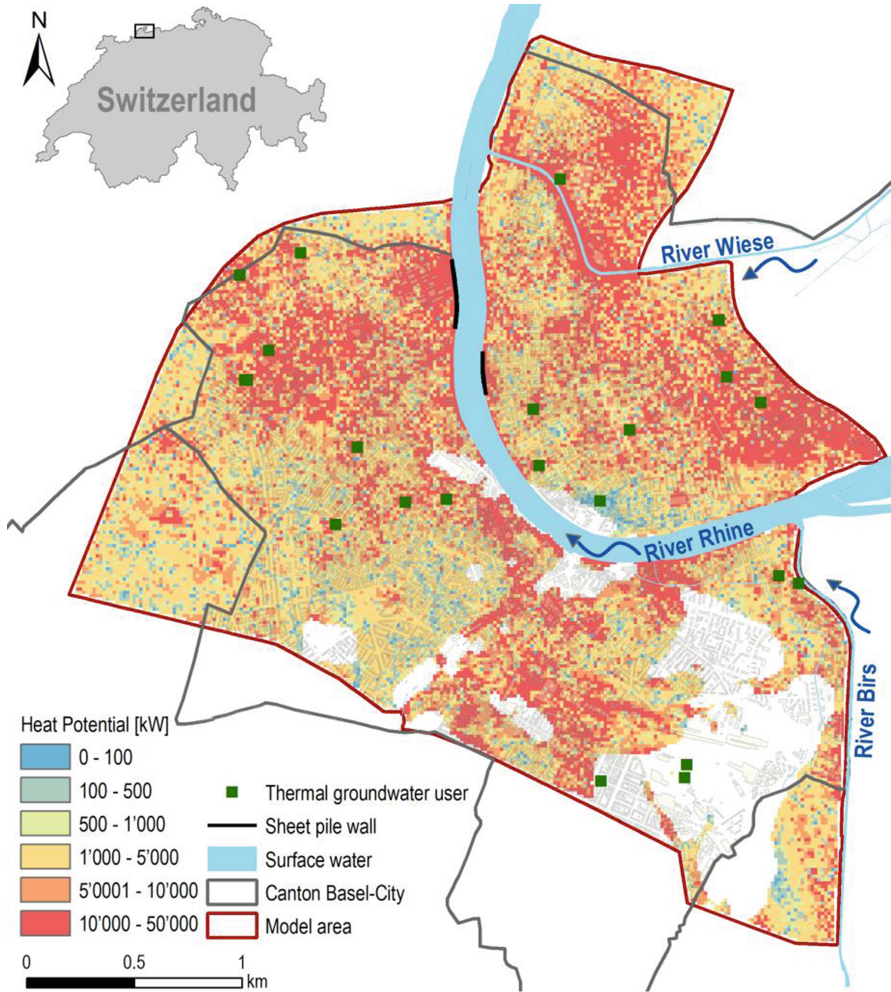 N
Switzerland
River Wiese
River Rhine
River Birs
Heat Potential [kW]
0 - 100
100 - 500
500 - 1'000
1'000 - 5'000
5'0001 - 10'000
10'000 - 50'000
Thermal groundwater user
Sheet pile wall
Surface water
Canton Basel-City
Model area
0 0.5 1
km